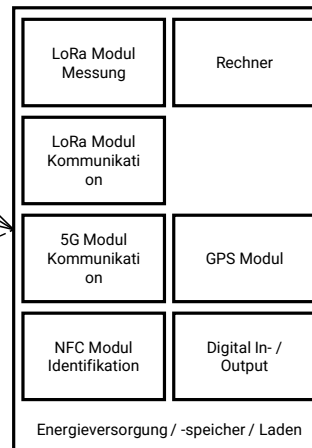 LoRa Modul
Messung
Rechner
LoRa Modul
Kommunikati
on
5G Modul
Kommunikati
on
GPS Modul
NFC Modul
Identifikation
Digital In- /
Output
Energieversorgung / -speicher / Laden